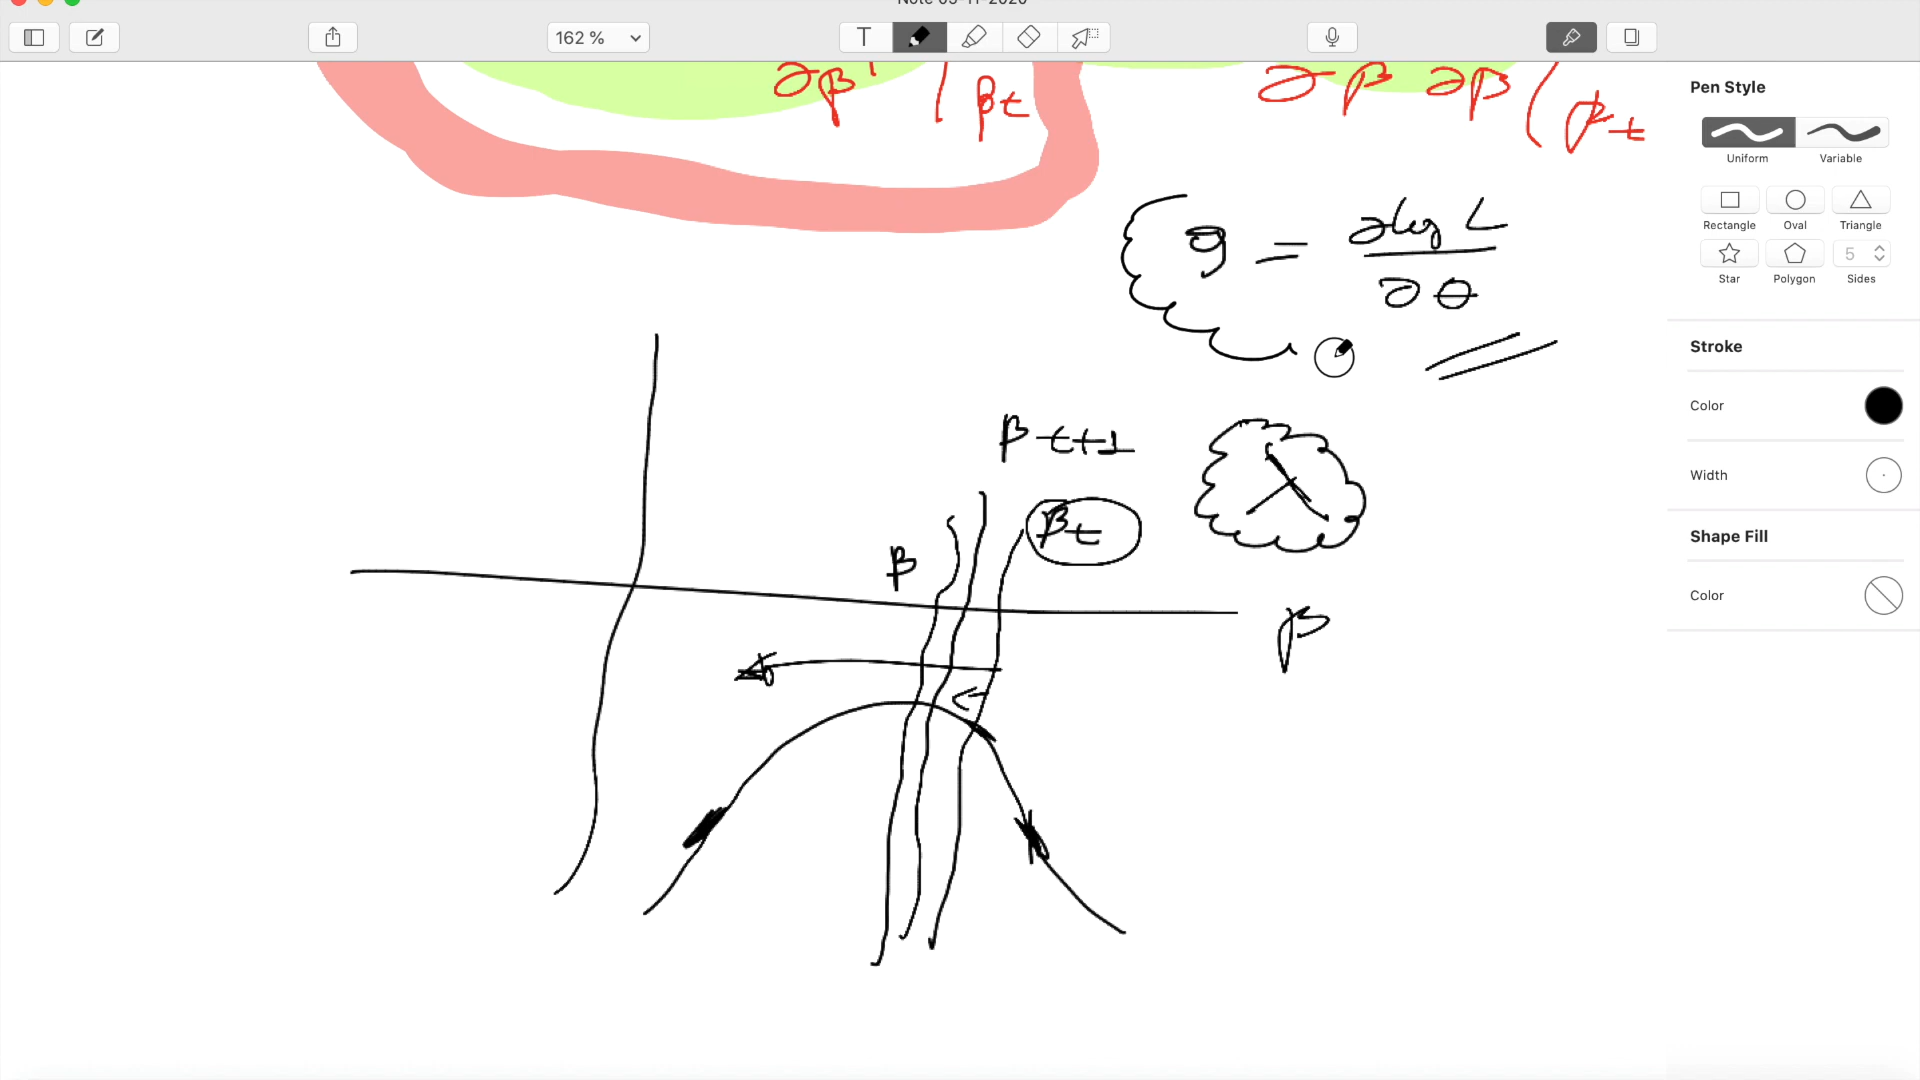 162 %
T
∂β' | βt
∂β ∂β | βt
Pen Style
Uniform
Variable
Rectangle
Oval
Triangle
5
Star
Polygon
Sides
g = ∂log L
∂θ
Stroke
Color
βt+1
Width
βt
β
Shape Fill
Color
β